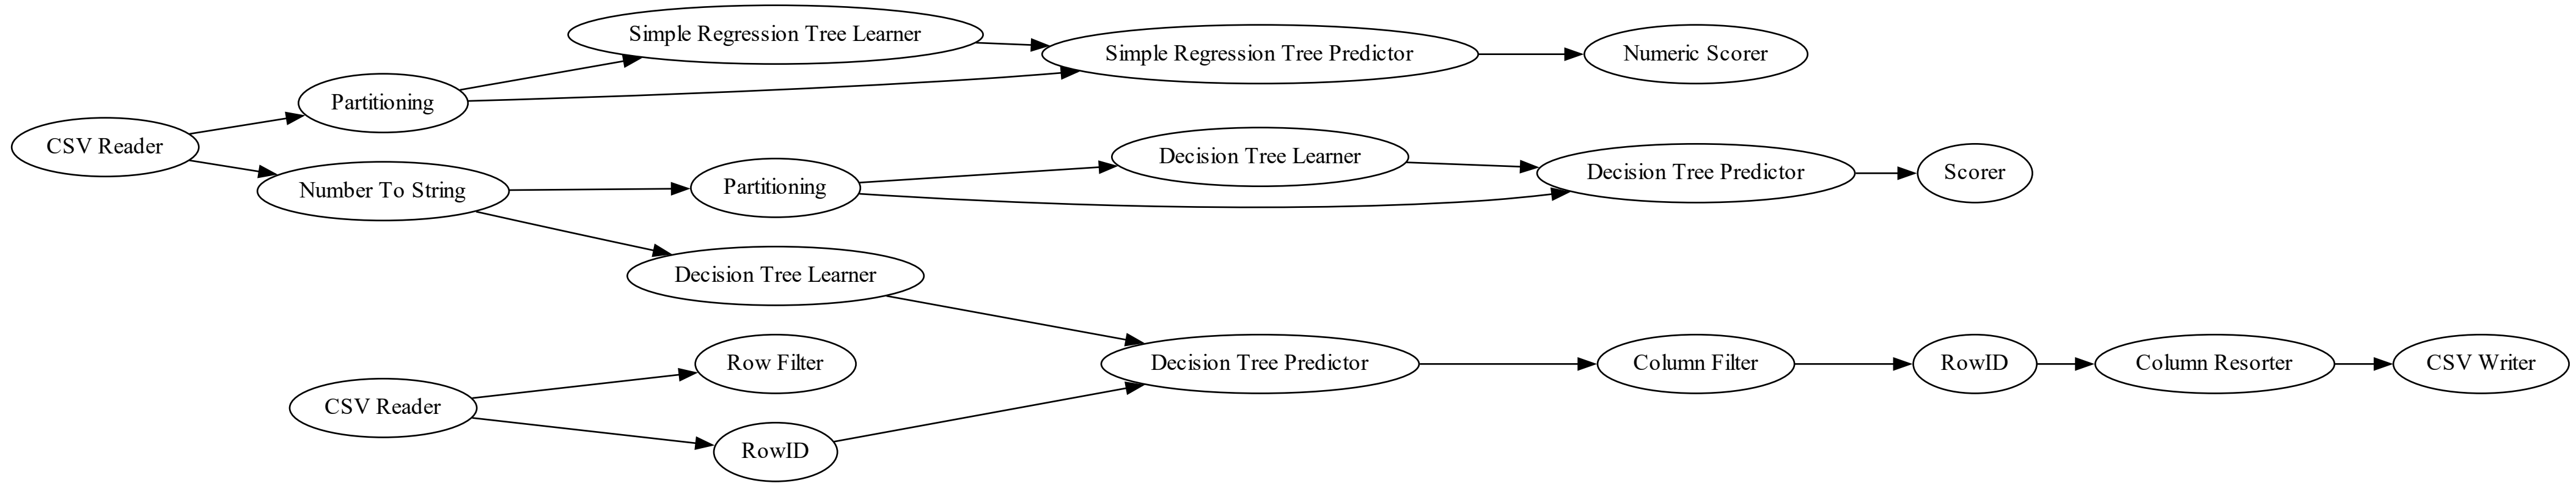 Simple Regression Tree Learner
Simple Regression Tree Predictor
Numeric Scorer
Partitioning
CSV Reader
Decision Tree Learner
Decision Tree Predictor
Scorer
Number To String
Partitioning
Decision Tree Learner
Row Filter
Decision Tree Predictor
Column Filter
RowID
Column Resorter
CSV Writer
CSV Reader
RowID